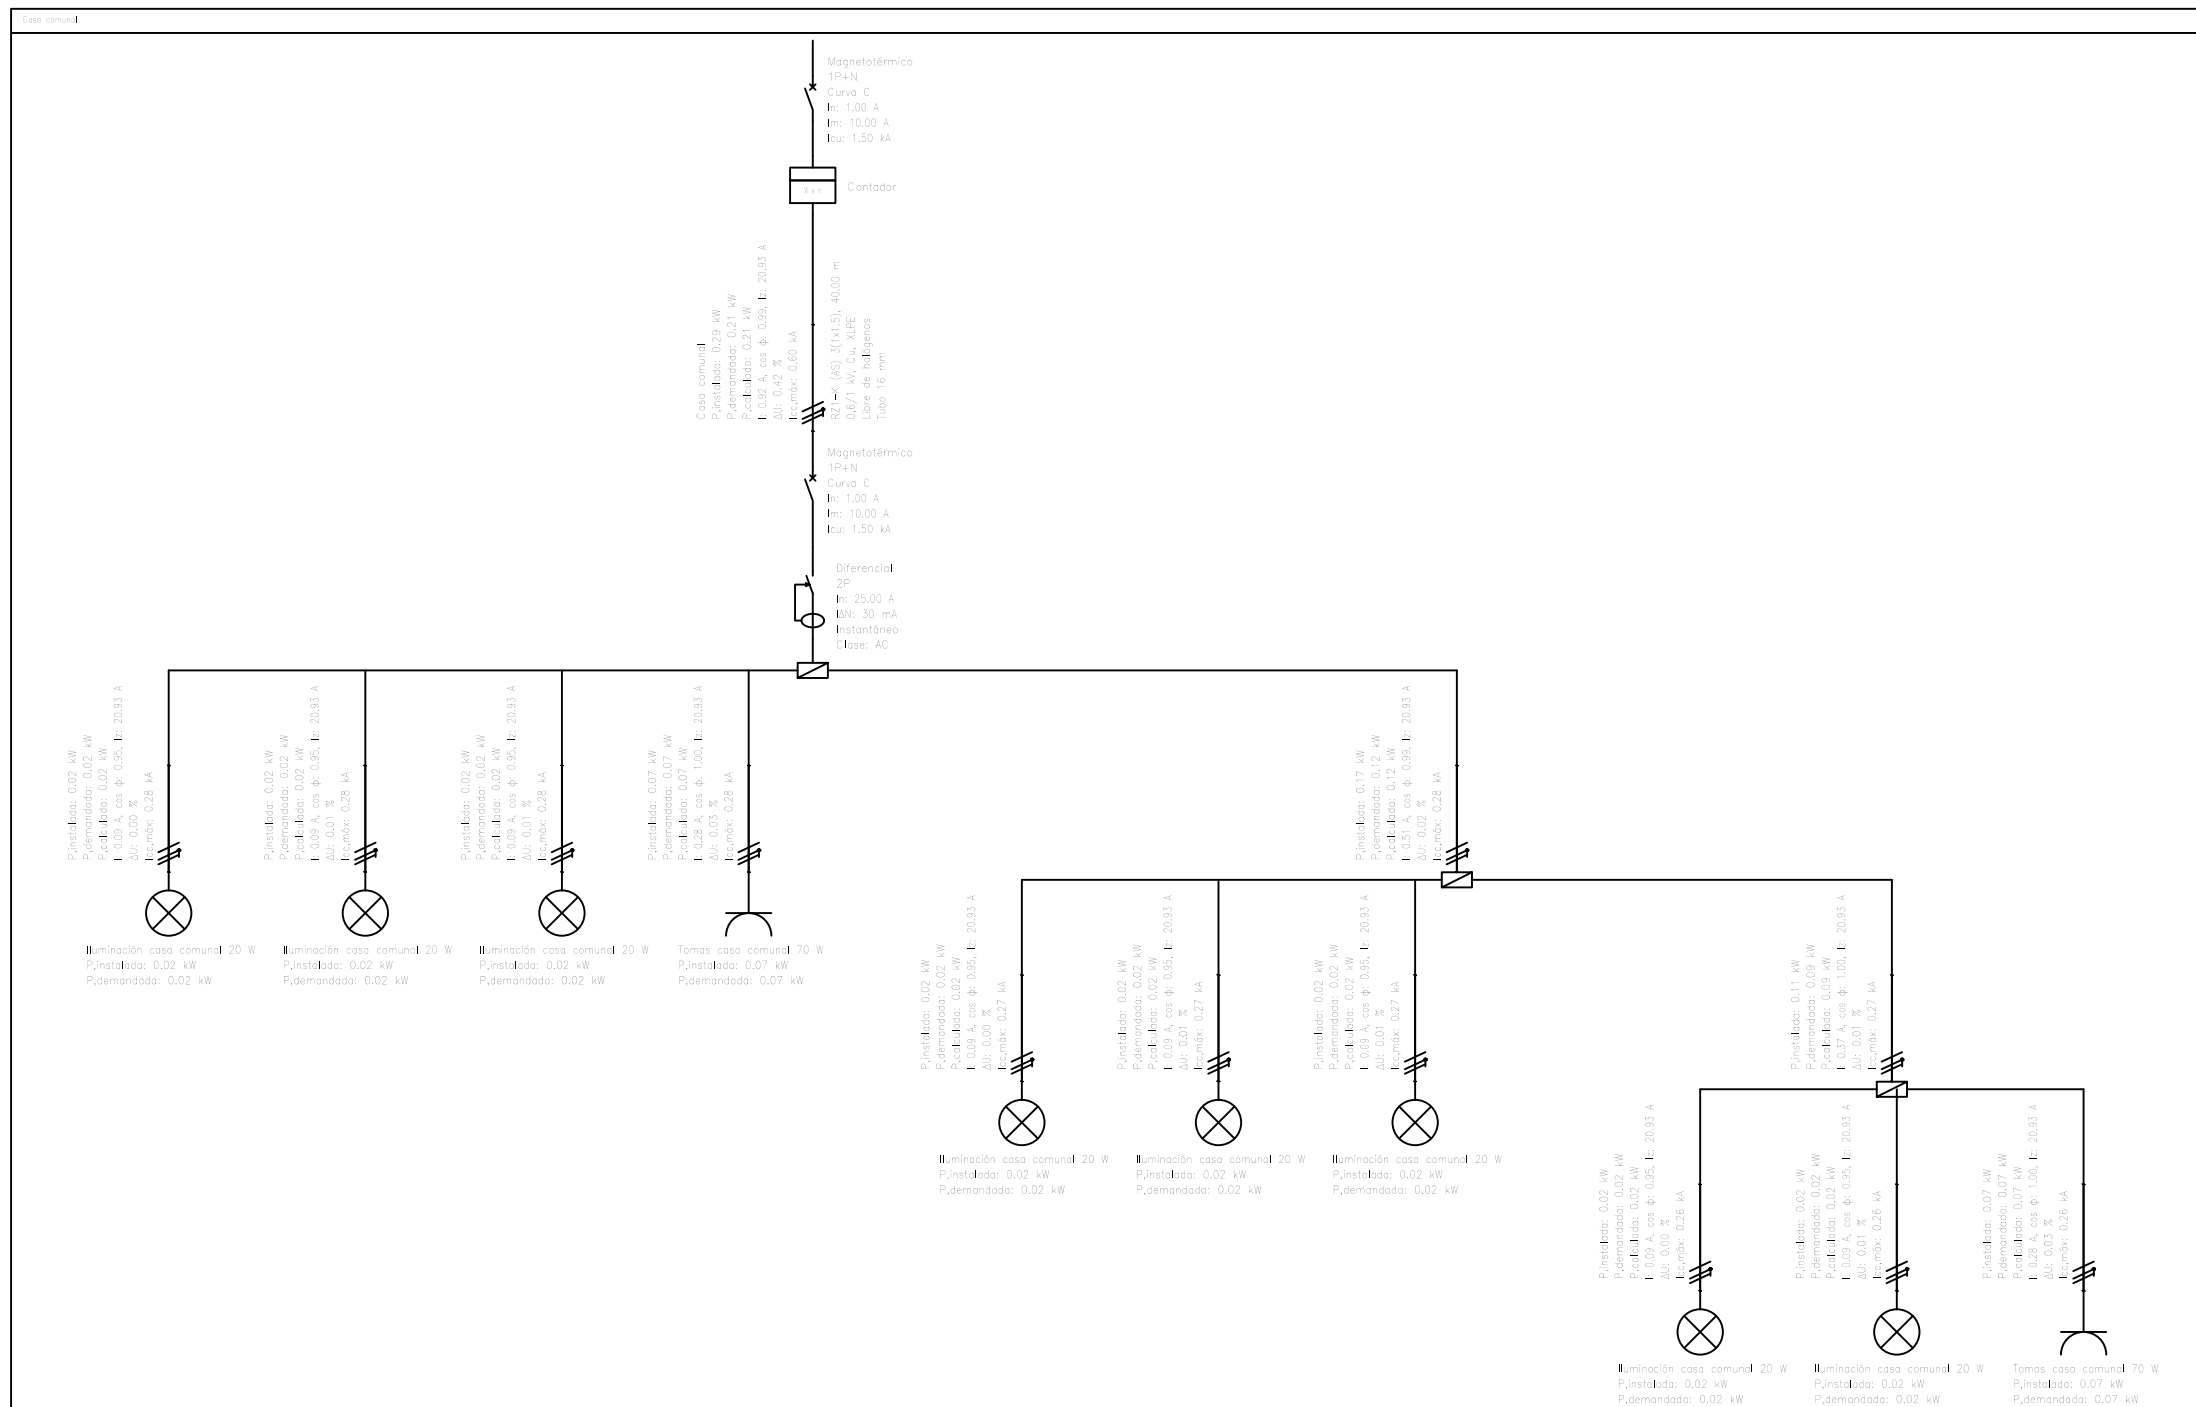 Casa comunal
Magnetotérmico
1P+N
Curva C
In: 1.00 A
Im: 10.00 A
Icu: 1.50 kA
W x h
Contador
Casa comunal
P.instalada: 0.29 kW
P.demandada: 0.21 kW
P.calculada: 0.21 kW
I: 0.92 A, cos φ: 0.99, Iz: 20.93 A
ΔU: 0.42 %
Icc,máx: 0.60 kA
RZ1-K (AS) 3(1x1.5), 40.00 m
0,6/1 kV, Cu, XLPE
Libre de halógenos
Tubo 16 mm
Magnetotérmico
1P+N
Curva C
In: 1.00 A
Im: 10.00 A
Icu: 1.50 kA
Diferencial
2P
In: 25.00 A
IΔN: 30 mA
Instantáneo
Clase: AC
P.instalada: 0.02 kW
P.demandada: 0.02 kW
P.calculada: 0.02 kW
I: 0.09 A, cos φ: 0.95, Iz: 20.93 A
ΔU: 0.00 %
Icc,máx: 0.28 kA
Iluminación casa comunal 20 W
P.instalada: 0.02 kW
P.demandada: 0.02 kW
P.instalada: 0.02 kW
P.demandada: 0.02 kW
P.calculada: 0.02 kW
I: 0.09 A, cos φ: 0.95, Iz: 20.93 A
ΔU: 0.01 %
Icc,máx: 0.28 kA
Iluminación casa comunal 20 W
P.instalada: 0.02 kW
P.demandada: 0.02 kW
P.instalada: 0.02 kW
P.demandada: 0.02 kW
P.calculada: 0.02 kW
I: 0.09 A, cos φ: 0.95, Iz: 20.93 A
ΔU: 0.01 %
Icc,máx: 0.28 kA
Iluminación casa comunal 20 W
P.instalada: 0.02 kW
P.demandada: 0.02 kW
P.instalada: 0.07 kW
P.demandada: 0.07 kW
P.calculada: 0.07 kW
I: 0.28 A, cos φ: 1.00, Iz: 20.93 A
ΔU: 0.03 %
Icc,máx: 0.28 kA
Tomas casa comunal 70 W
P.instalada: 0.07 kW
P.demandada: 0.07 kW
P.instalada: 0.17 kW
P.demandada: 0.12 kW
P.calculada: 0.12 kW
I: 0.51 A, cos φ: 0.99, Iz: 20.93 A
ΔU: 0.02 %
Icc,máx: 0.28 kA
P.instalada: 0.02 kW
P.demandada: 0.02 kW
P.calculada: 0.02 kW
I: 0.09 A, cos φ: 0.95, Iz: 20.93 A
ΔU: 0.00 %
Icc,máx: 0.27 kA
Iluminación casa comunal 20 W
P.instalada: 0.02 kW
P.demandada: 0.02 kW
P.instalada: 0.02 kW
P.demandada: 0.02 kW
P.calculada: 0.02 kW
I: 0.09 A, cos φ: 0.95, Iz: 20.93 A
ΔU: 0.01 %
Icc,máx: 0.27 kA
Iluminación casa comunal 20 W
P.instalada: 0.02 kW
P.demandada: 0.02 kW
P.instalada: 0.02 kW
P.demandada: 0.02 kW
P.calculada: 0.02 kW
I: 0.09 A, cos φ: 0.95, Iz: 20.93 A
ΔU: 0.01 %
Icc,máx: 0.27 kA
Iluminación casa comunal 20 W
P.instalada: 0.02 kW
P.demandada: 0.02 kW
P.instalada: 0.11 kW
P.demandada: 0.09 kW
P.calculada: 0.09 kW
I: 0.37 A, cos φ: 1.00, Iz: 20.93 A
ΔU: 0.01 %
Icc,máx: 0.27 kA
P.instalada: 0.02 kW
P.demandada: 0.02 kW
P.calculada: 0.02 kW
I: 0.09 A, cos φ: 0.95, Iz: 20.93 A
ΔU: 0.00 %
Icc,máx: 0.26 kA
Iluminación casa comunal 20 W
P.instalada: 0.02 kW
P.demandada: 0.02 kW
P.instalada: 0.02 kW
P.demandada: 0.02 kW
P.calculada: 0.02 kW
I: 0.09 A, cos φ: 0.95, Iz: 20.93 A
ΔU: 0.01 %
Icc,máx: 0.26 kA
Iluminación casa comunal 20 W
P.instalada: 0.02 kW
P.demandada: 0.02 kW
P.instalada: 0.07 kW
P.demandada: 0.07 kW
P.calculada: 0.07 kW
I: 0.28 A, cos φ: 1.00, Iz: 20.93 A
ΔU: 0.03 %
Icc,máx: 0.26 kA
Tomas casa comunal 70 W
P.instalada: 0.07 kW
P.demandada: 0.07 kW